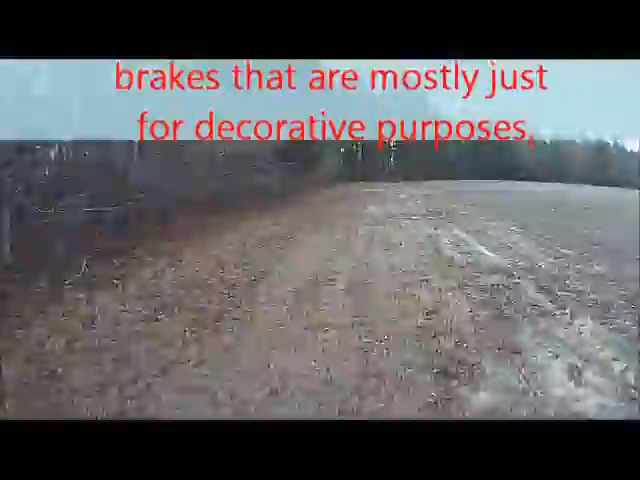 brakes that are mostly just
for decorative purposes,